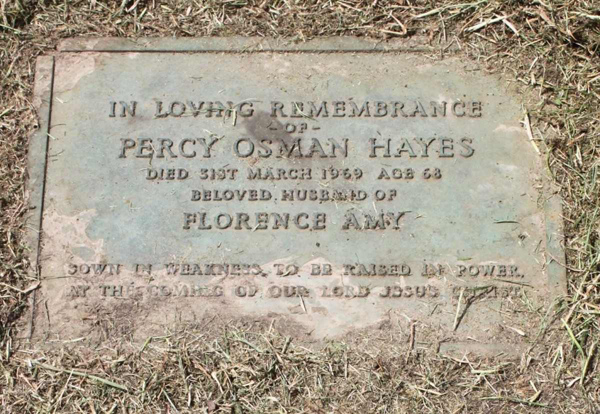 IN LOVING REMEMBRANCE
-OF-
PERCY OSMAN HAYES
DIED 31ST MARCH 1969 AGE 68
BELOVED HUSBAND OF
FLORENCE AMY
SOWN IN WEAKNESS, TO BE RAISED IN POWER,
AT THE COMING OF OUR LORD JESUS CHRIST